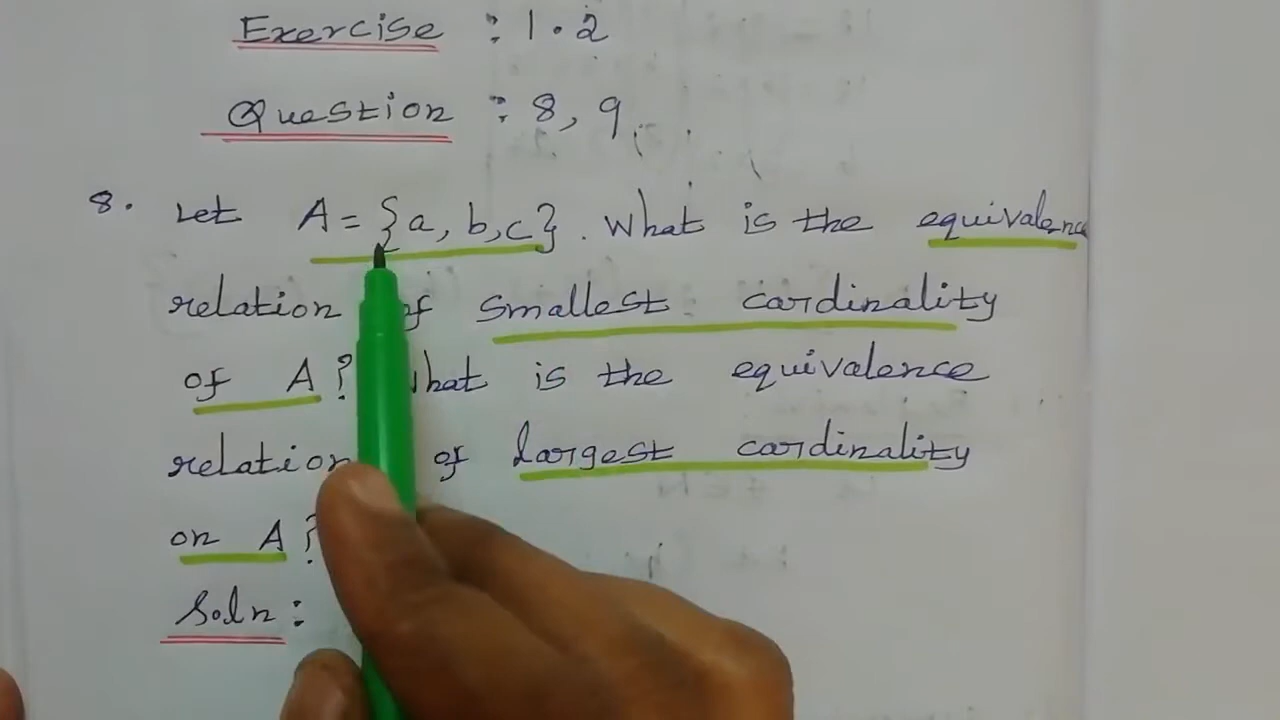 Exercise : 1.2
Question : 8, 9
8. Let A = {a, b, c}. What is the equivalence
relation of smallest cardinality
of A? What is the equivalence
relation of largest cardinality
on A?
Soln :